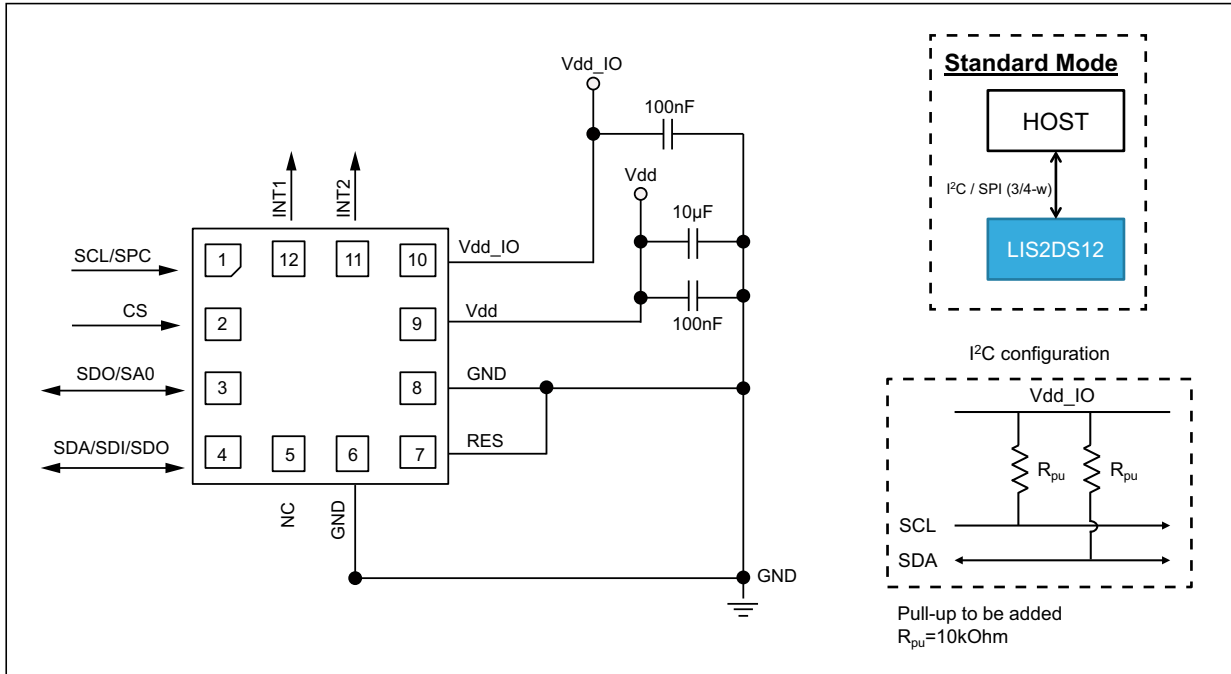 Vdd_IO
100nF
Vdd
10µF
100nF
INT1
INT2
SCL/SPC
CS
SDO/SA0
SDA/SDI/SDO
1
12
11
10
2
9
3
8
4
5
6
7
Vdd_IO
Vdd
GND
RES
NC
GND
GND
Standard Mode
HOST
I²C / SPI (3/4-w)
LIS2DS12
I²C configuration
Vdd_IO
Rpu
Rpu
SCL
SDA
Pull-up to be added
Rpu=10kOhm